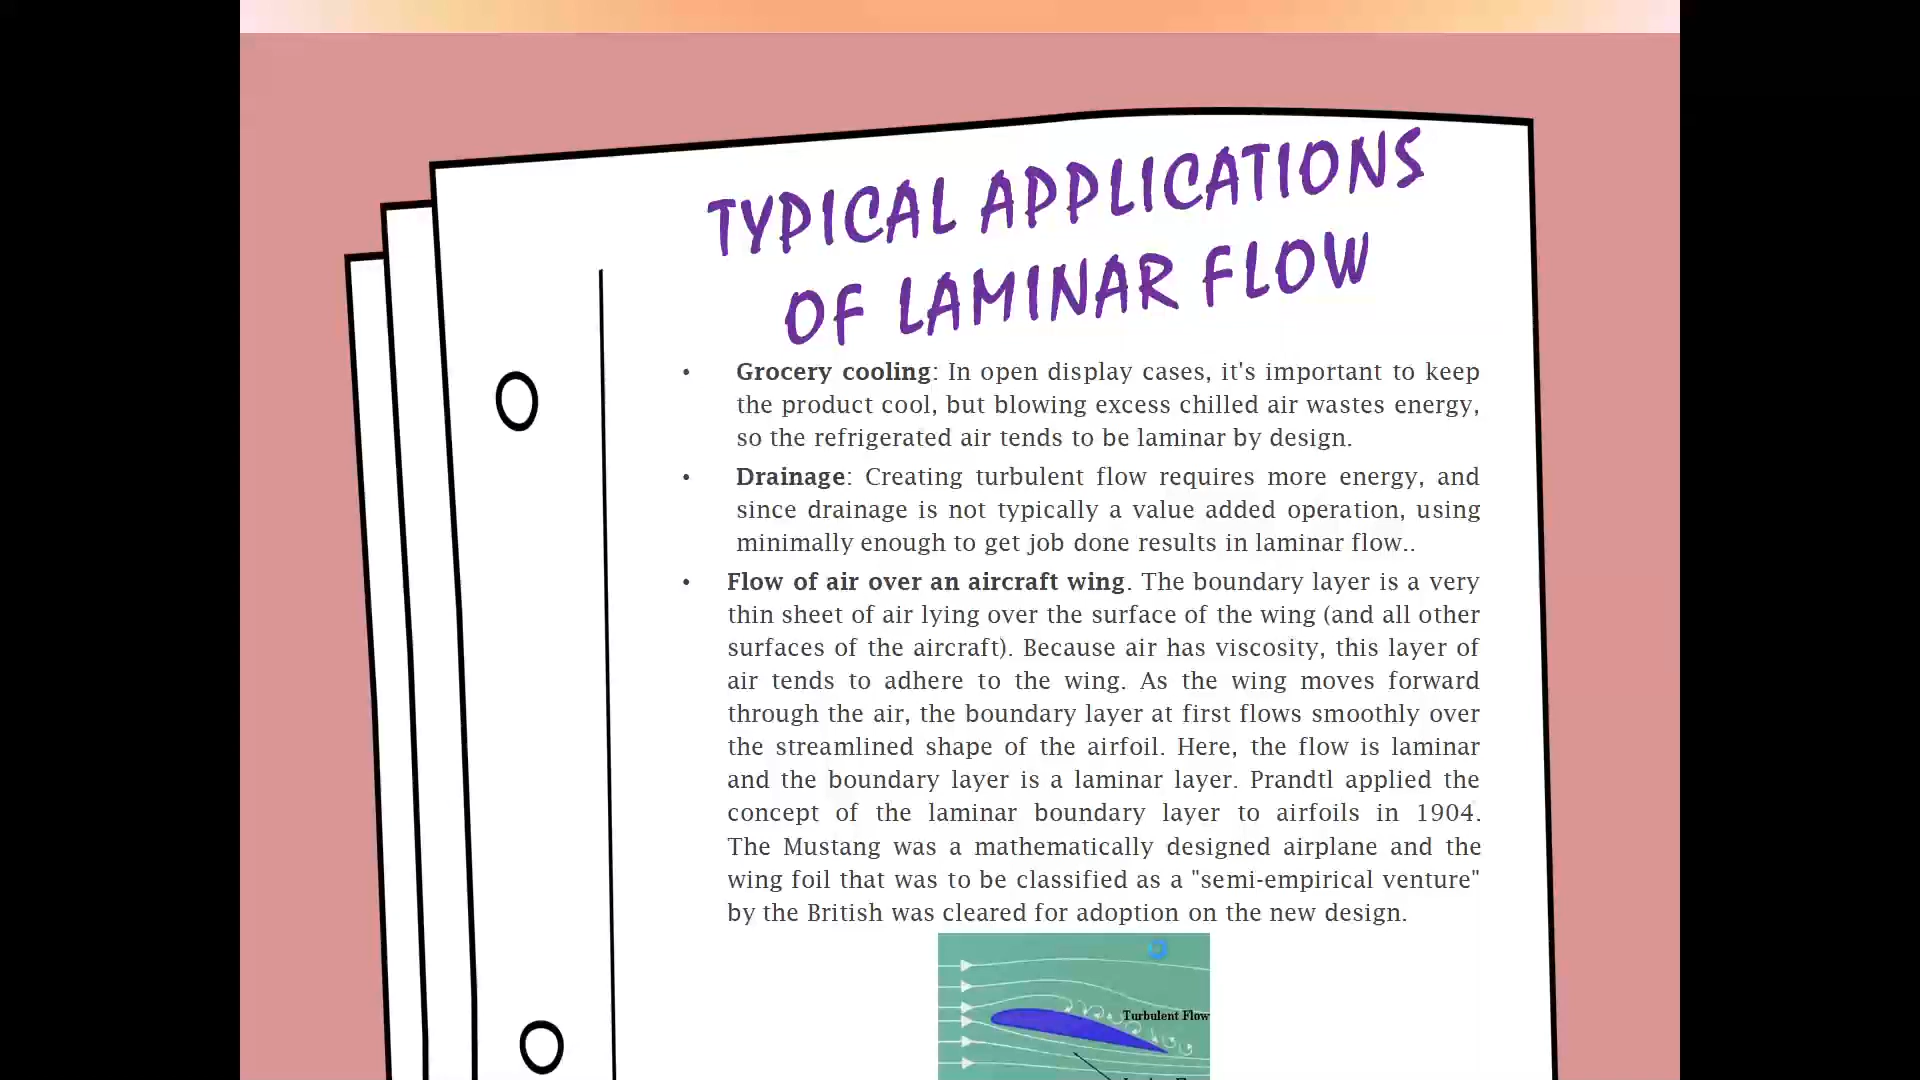 TYPICAL APPLICATIONS
OF LAMINAR FLOW
• Grocery cooling: In open display cases, it's important to keep
the product cool, but blowing excess chilled air wastes energy,
so the refrigerated air tends to be laminar by design.
• Drainage: Creating turbulent flow requires more energy, and
since drainage is not typically a value added operation, using
minimally enough to get job done results in laminar flow..
• Flow of air over an aircraft wing. The boundary layer is a very
thin sheet of air lying over the surface of the wing (and all other
surfaces of the aircraft). Because air has viscosity, this layer of
air tends to adhere to the wing. As the wing moves forward
through the air, the boundary layer at first flows smoothly over
the streamlined shape of the airfoil. Here, the flow is laminar
and the boundary layer is a laminar layer. Prandtl applied the
concept of the laminar boundary layer to airfoils in 1904.
The Mustang was a mathematically designed airplane and the
wing foil that was to be classified as a "semi-empirical venture"
by the British was cleared for adoption on the new design.
Turbulent Flow